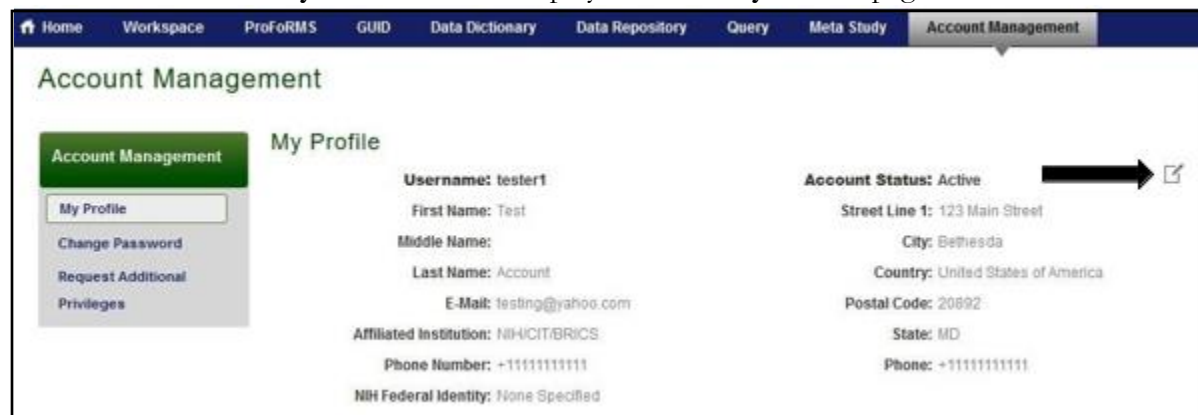 Home Workspace ProFoRMS GUID Data Dictionary Data Repository Query Meta Study Account Management
Account Management
Account Management
My Profile
Change Password
Request Additional
Privileges
My Profile
Username: tester1
First Name: Test
Middle Name:
Last Name: Account
E-Mail: testing@yahoo.com
Affiliated Institution: NIH/CIT/BRICS
Phone Number: +11111111111
NIH Federal Identity: None Specified
Account Status: Active
Street Line 1: 123 Main Street
City: Bethesda
Country: United States of America
Postal Code: 20892
State: MD
Phone: +11111111111